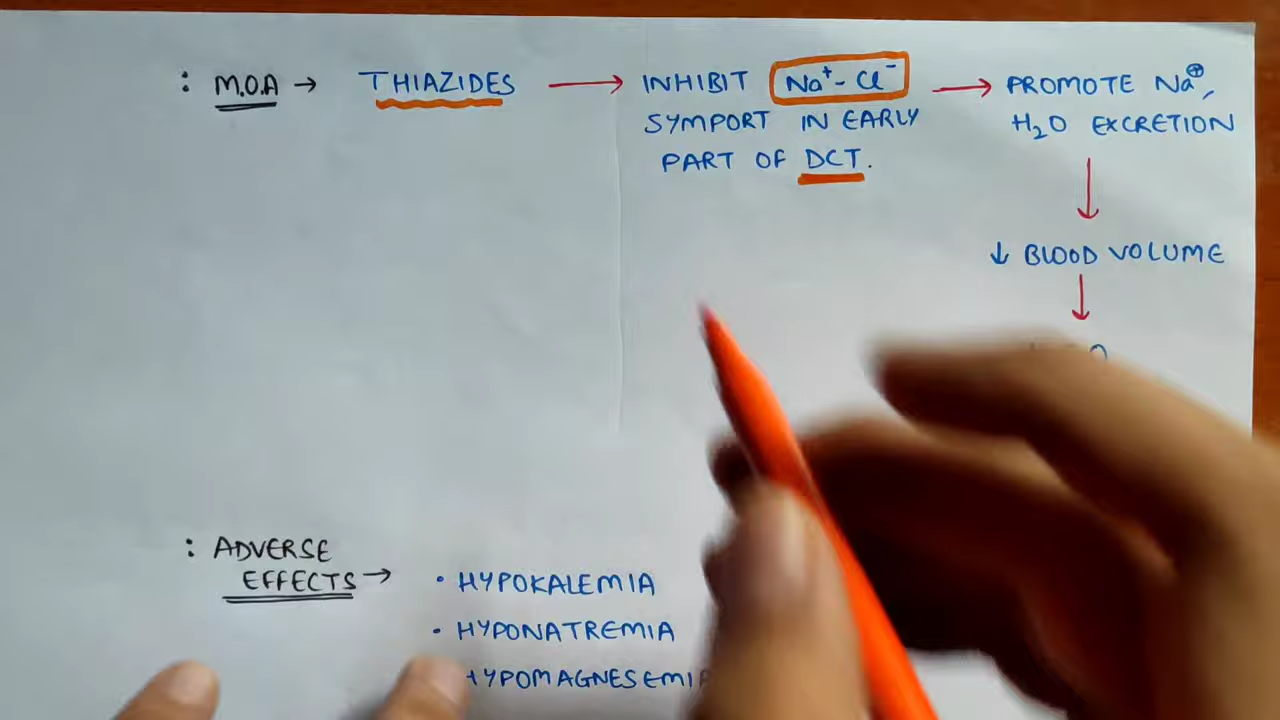 : M.O.A → THIAZIDES → INHIBIT Na⁺-Cl⁻ → PROMOTE Na⊕,
SYMPORT IN EARLY H₂O EXCRETION
PART OF DCT.
↓ BLOOD VOLUME
: ADVERSE
EFFECTS → • HYPOKALEMIA
• HYPONATREMIA
HYPOMAGNESEMIA